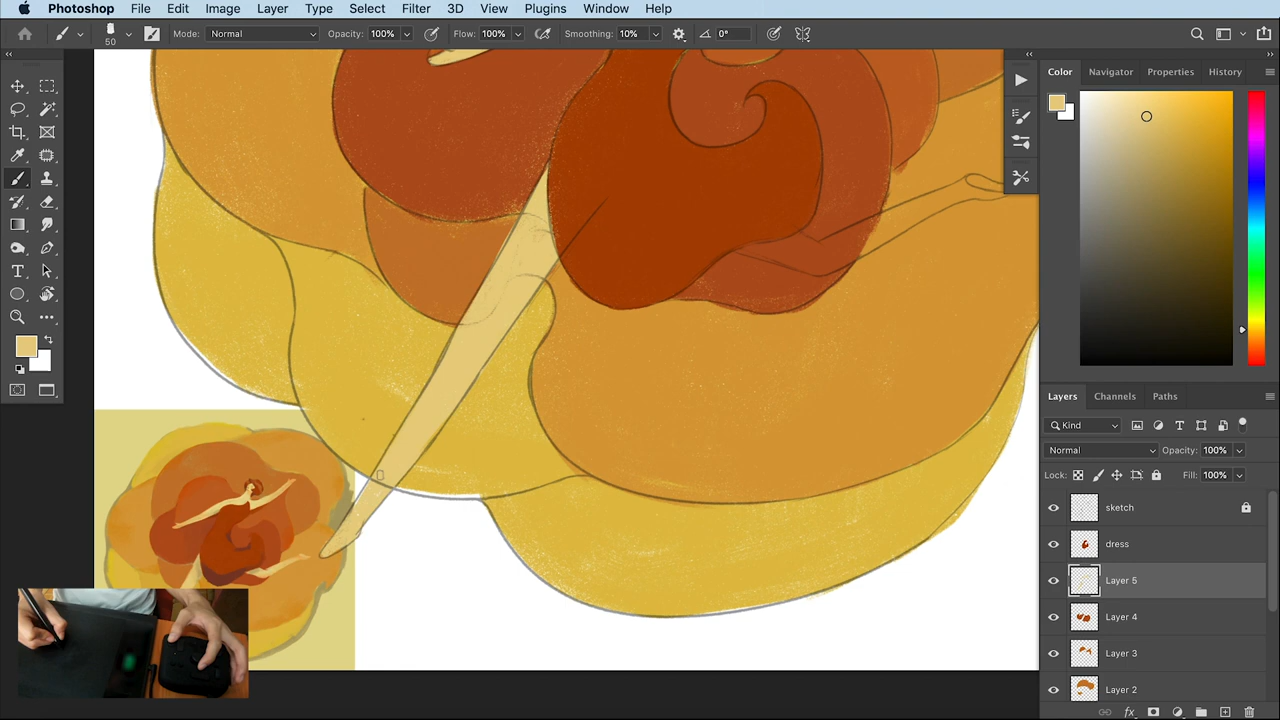 Photoshop File Edit Image Layer Type Select Filter 3D View Plugins Window Help
50 Mode: Normal Opacity: 100% Flow: 100% Smoothing: 10% 0°
Color Navigator Properties History
Layers Channels Paths
Kind
Normal Opacity: 100%
Lock: Fill: 100%
sketch
dress
Layer 5
Layer 4
Layer 3
Layer 2